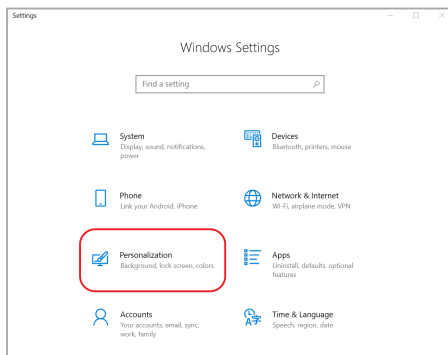 Settings
Windows Settings
Find a setting
System
Display, sound, notifications,
power
Devices
Bluetooth, printers, mouse
Phone
Link your Android, iPhone
Network & Internet
Wi-Fi, airplane mode, VPN
Personalization
Background, lock screen, colors
Apps
Uninstall, defaults, optional
features
Accounts
Your accounts, email, sync,
work, family
Time & Language
Speech, region, date